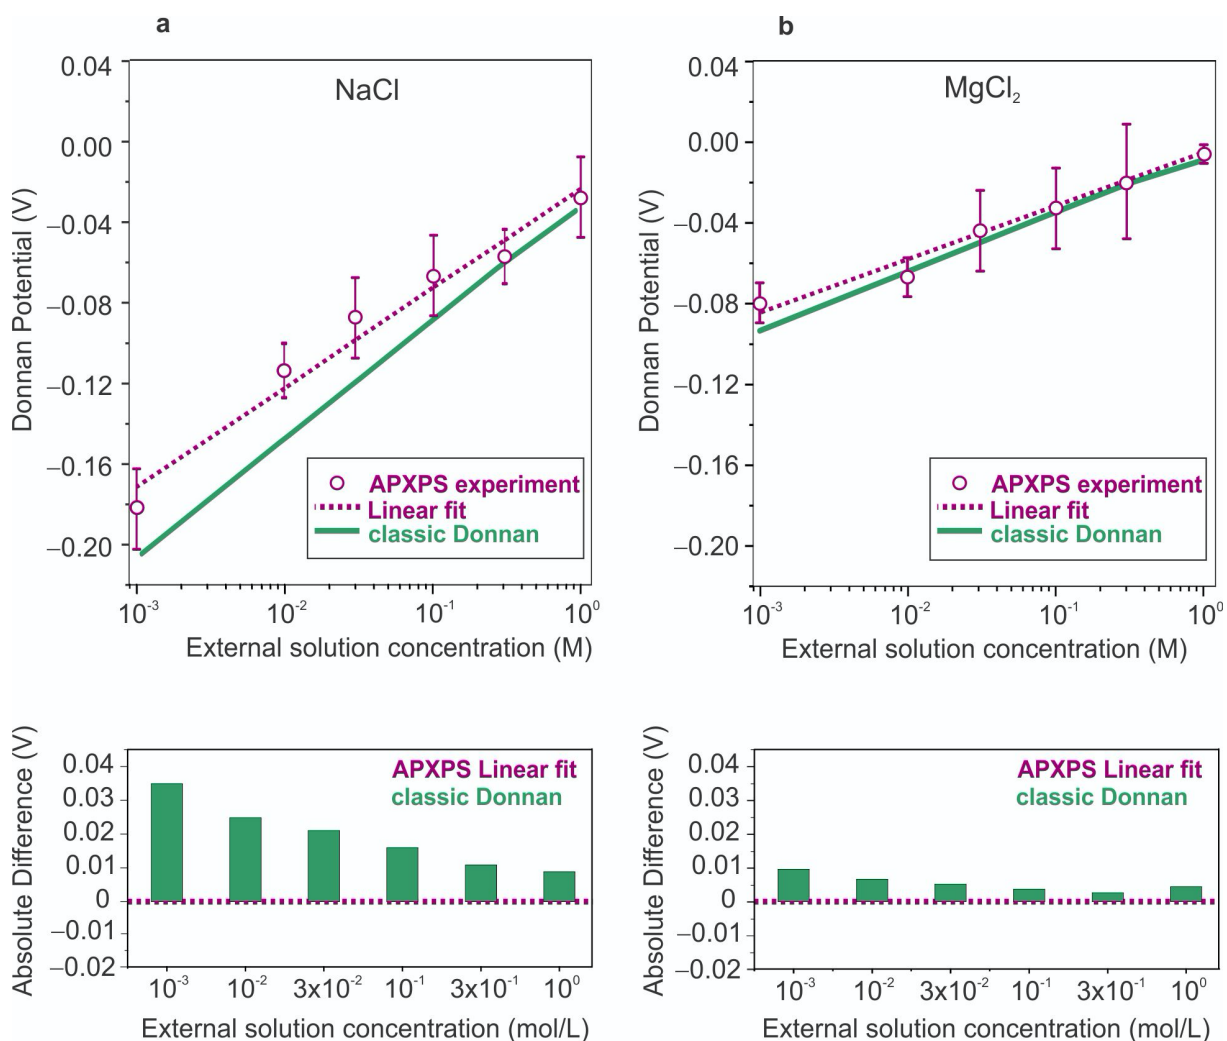 a
NaCl
Donnan Potential (V)
0.04
0.00
−0.04
−0.08
−0.12
−0.16
−0.20
APXPS experiment
Linear fit
classic Donnan
10⁻³ 10⁻² 10⁻¹ 10⁰
External solution concentration (M)
b
MgCl₂
Donnan Potential (V)
0.04
0.00
−0.04
−0.08
−0.12
−0.16
−0.20
APXPS experiment
Linear fit
classic Donnan
10⁻³ 10⁻² 10⁻¹ 10⁰
External solution concentration (M)
Absolute Difference (V)
0.04
0.03
0.02
0.01
0
−0.01
−0.02
APXPS Linear fit
classic Donnan
10⁻³ 10⁻² 3x10⁻² 10⁻¹ 3x10⁻¹ 10⁰
External solution concentration (mol/L)
Absolute Difference (V)
0.04
0.03
0.02
0.01
0
−0.01
−0.02
APXPS Linear fit
classic Donnan
10⁻³ 10⁻² 3x10⁻² 10⁻¹ 3x10⁻¹ 10⁰
External solution concentration (mol/L)